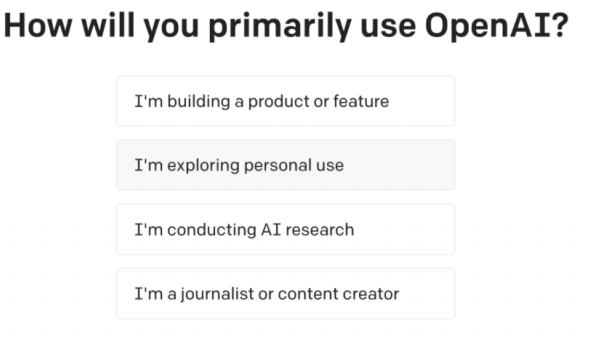 How will you primarily use OpenAI?
I'm building a product or feature
I'm exploring personal use
I'm conducting AI research
I'm a journalist or content creator